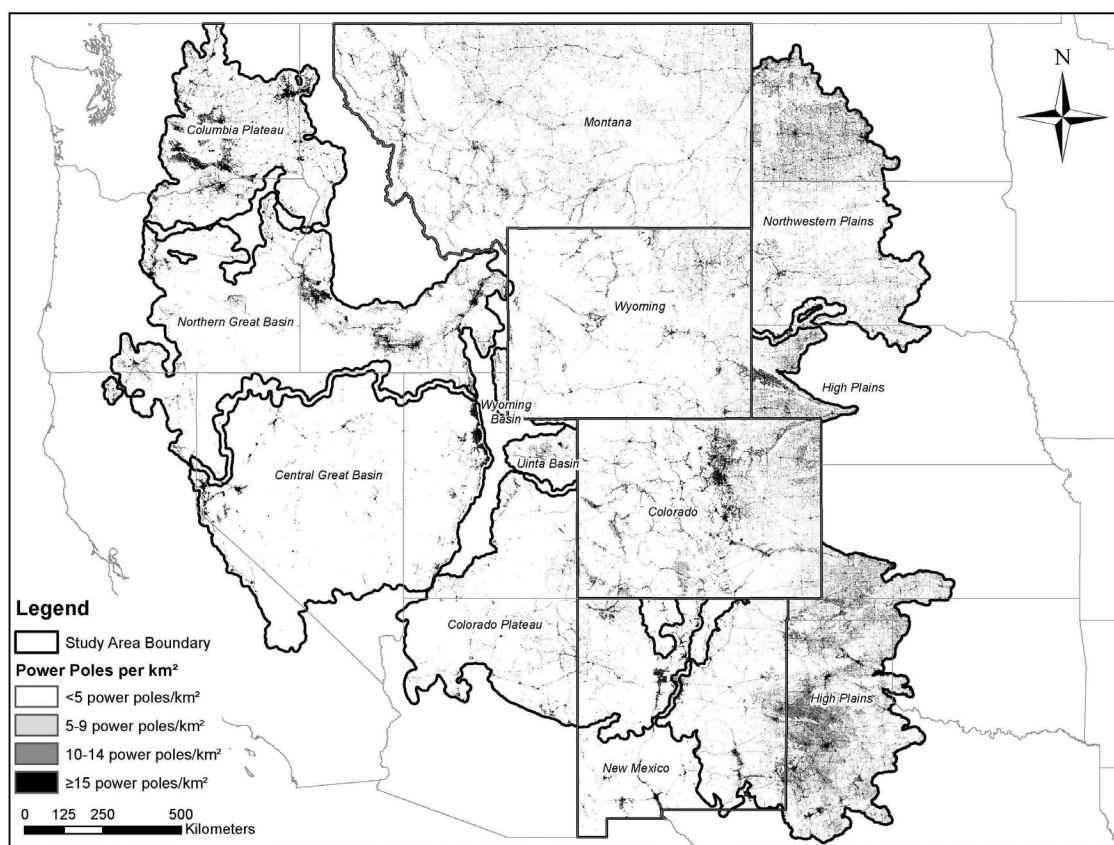 N
Columbia Plateau
Montana
Northwestern Plains
Wyoming
Northern Great Basin
High Plains
Wyoming
Basin
Uinta Basin
Central Great Basin
Colorado
Legend
Study Area Boundary
Colorado Plateau
Power Poles per km²
<5 power poles/km²
High Plains
5-9 power poles/km²
10-14 power poles/km²
New Mexico
≥15 power poles/km²
0 125 250 500
Kilometers